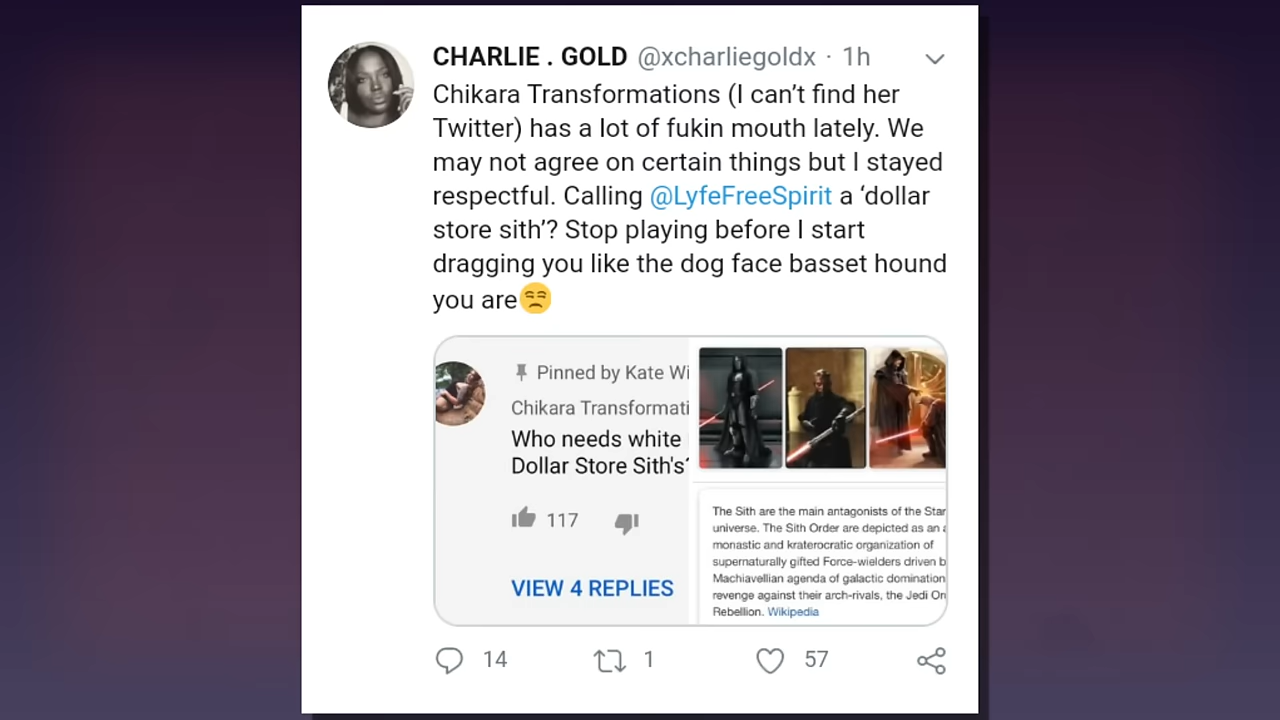 CHARLIE . GOLD @xcharliegoldx · 1h
Chikara Transformations (I can’t find her
Twitter) has a lot of fukin mouth lately. We
may not agree on certain things but I stayed
respectful. Calling @LyfeFreeSpirit a ‘dollar
store sith’? Stop playing before I start
dragging you like the dog face basset hound
you are😒
Pinned by Kate Wi
Chikara Transformati
Who needs white
Dollar Store Sith's?
117
VIEW 4 REPLIES
The Sith are the main antagonists of the Star
universe. The Sith Order are depicted as an a
monastic and kraterocratic organization of
supernaturally gifted Force-wielders driven b
Machiavellian agenda of galactic domination
revenge against their arch-rivals, the Jedi Or
Rebellion. Wikipedia
14 1 57